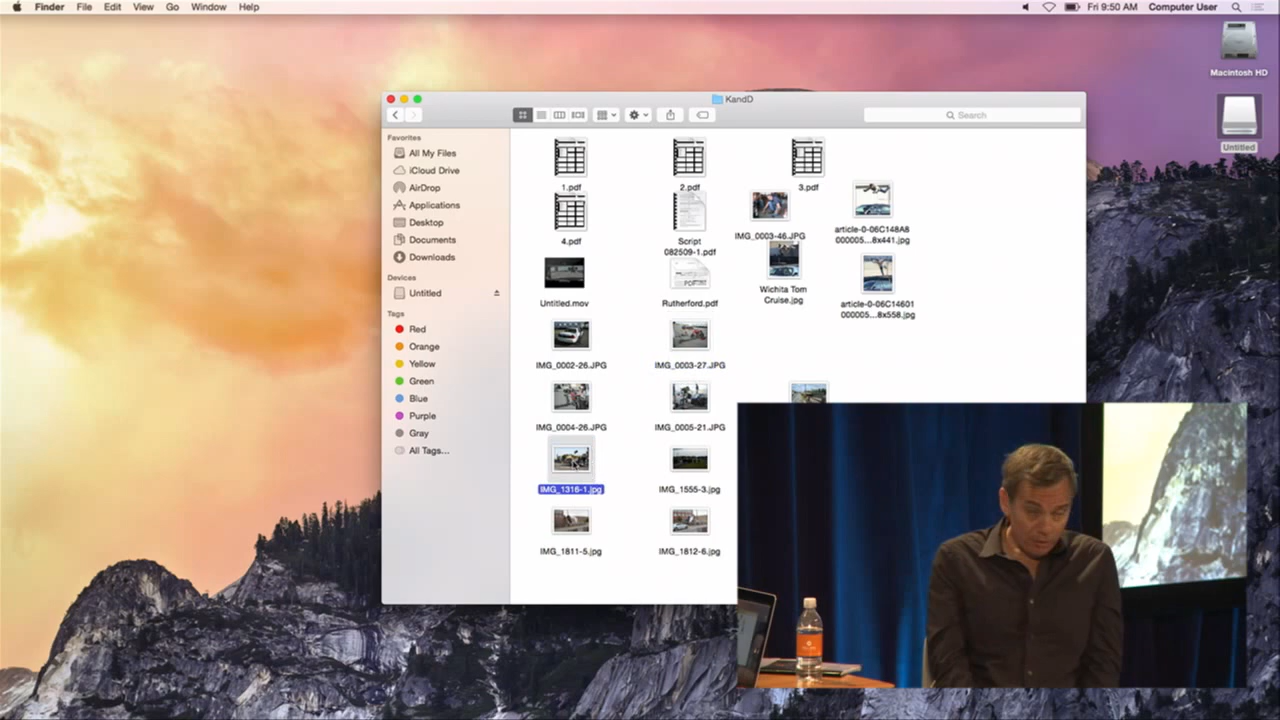 Finder File Edit View Go Window Help
Fri 9:50 AM Computer User
Macintosh HD
Untitled
KandD
Search
Favorites
All My Files
iCloud Drive
AirDrop
Applications
Desktop
Documents
Downloads
Devices
Untitled
Tags
Red
Orange
Yellow
Green
Blue
Purple
Gray
All Tags...
1.pdf
2.pdf
3.pdf
4.pdf
Script
082509-1.pdf
IMG_0003-46.JPG
article-0-06C148A8
000005...8x441.jpg
Untitled.mov
PDF
Rutherford.pdf
Wichita Tom
Cruise.jpg
article-0-06C14601
000005...8x558.jpg
IMG_0002-26.JPG
IMG_0003-27.JPG
IMG_0004-26.JPG
IMG_0005-21.JPG
IMG_1316-1.jpg
IMG_1555-3.jpg
IMG_1811-5.jpg
IMG_1812-6.jpg